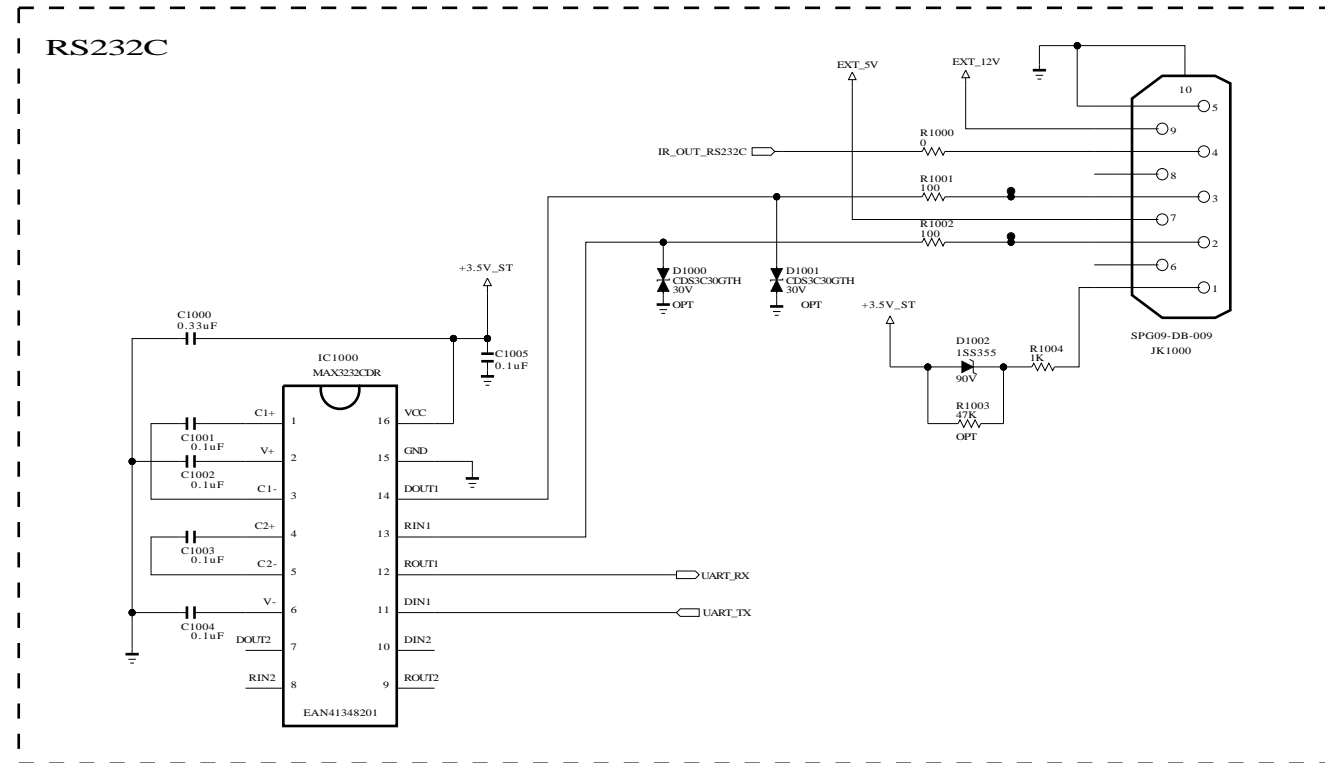 RS232C
EXT_5V
EXT_12V
10
5
9
R1000
0
IR_OUT_RS232C
4
8
R1001
100
3
7
R1002
100
2
6
1
+3.5V_ST
D1000
CDS3C30GTH
30V
OPT
D1001
CDS3C30GTH
30V
OPT
+3.5V_ST
SPG09-DB-009
JK1000
C1000
0.33uF
C1005
0.1uF
D1002
1SS355
90V
R1004
1K
R1003
47K
OPT
IC1000
MAX3232CDR
C1+
1
16
VCC
C1001
0.1uF
V+
2
15
GND
C1002
0.1uF
C1-
3
14
DOUT1
C2+
4
13
RIN1
C1003
0.1uF
C2-
5
12
ROUT1
UART_RX
V-
6
11
DIN1
UART_TX
C1004
0.1uF
DOUT2
7
10
DIN2
RIN2
8
9
ROUT2
EAN41348201